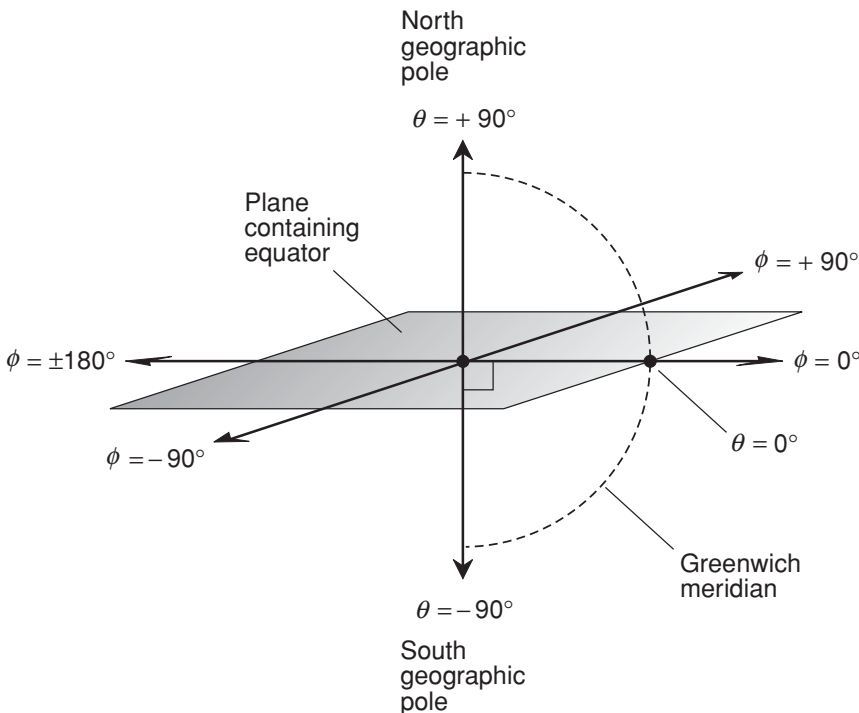 North
geographic
pole
θ = + 90°
Plane
containing
equator
ϕ = + 90°
ϕ = ±180°
ϕ = 0°
ϕ = – 90°
θ = 0°
Greenwich
meridian
θ = – 90°
South
geographic
pole